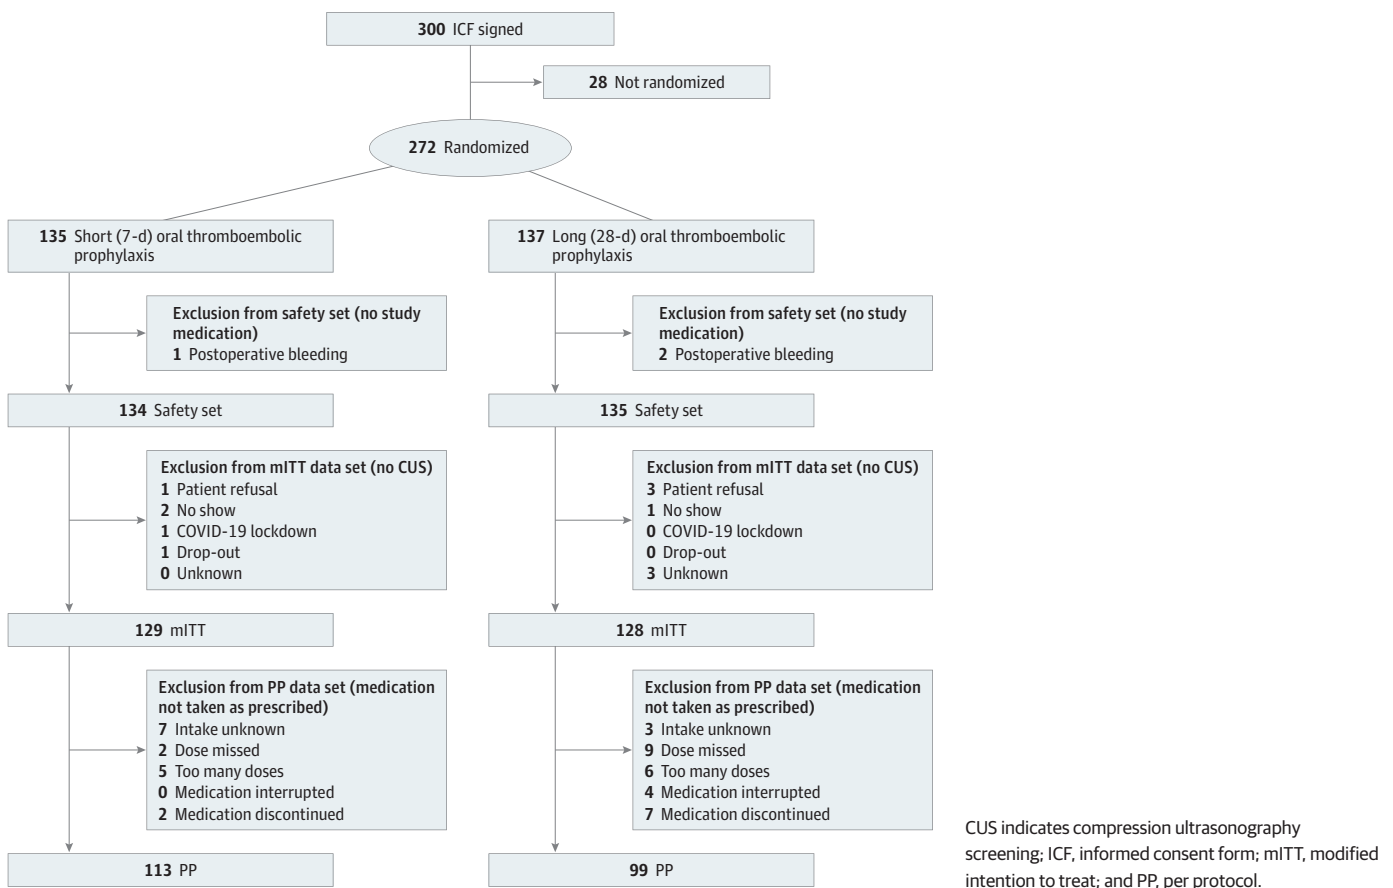 300 ICF signed
28 Not randomized
272 Randomized
135 Short (7-d) oral thromboembolic
prophylaxis
137 Long (28-d) oral thromboembolic
prophylaxis
Exclusion from safety set (no study
medication)
1 Postoperative bleeding
Exclusion from safety set (no study
medication)
2 Postoperative bleeding
134 Safety set
135 Safety set
Exclusion from mITT data set (no CUS)
1 Patient refusal
2 No show
1 COVID-19 lockdown
1 Drop-out
0 Unknown
Exclusion from mITT data set (no CUS)
3 Patient refusal
1 No show
0 COVID-19 lockdown
0 Drop-out
3 Unknown
129 mITT
128 mITT
Exclusion from PP data set (medication
not taken as prescribed)
7 Intake unknown
2 Dose missed
5 Too many doses
0 Medication interrupted
2 Medication discontinued
Exclusion from PP data set (medication
not taken as prescribed)
3 Intake unknown
9 Dose missed
6 Too many doses
4 Medication interrupted
7 Medication discontinued
113 PP
99 PP
CUS indicates compression ultrasonography
screening; ICF, informed consent form; mITT, modified
intention to treat; and PP, per protocol.